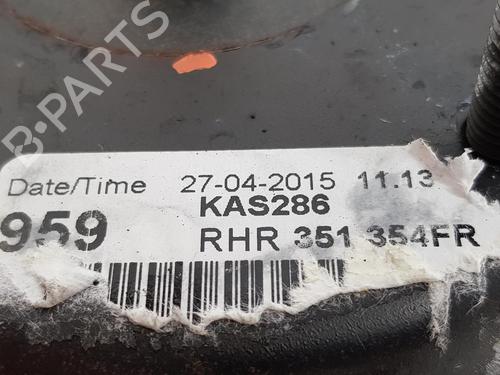 B-PARTS
Date/Time 27-04-2015 11.13
959 KAS286
RHR 351 354FR